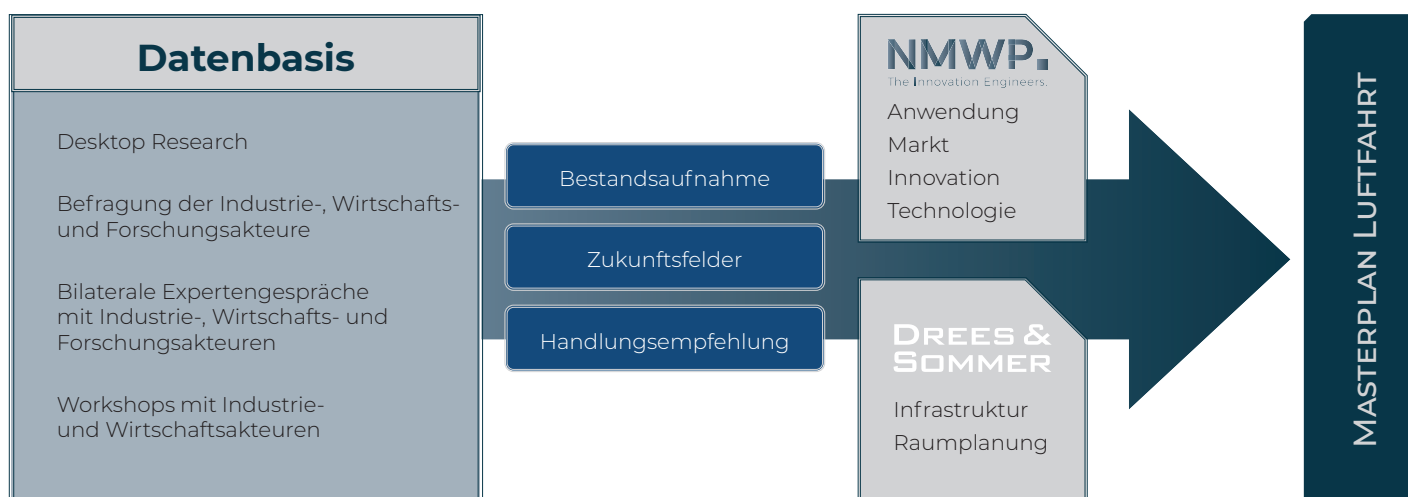 Datenbasis
Desktop Research
Befragung der Industrie-, Wirtschafts-
und Forschungsakteure
Bilaterale Expertengespräche
mit Industrie-, Wirtschafts- und
Forschungsakteuren
Workshops mit Industrie-
und Wirtschaftsakteuren
Bestandsaufnahme
Zukunftsfelder
Handlungsempfehlung
NMWP.
The Innovation Engineers.
Anwendung
Markt
Innovation
Technologie
DREES &
SOMMER
Infrastruktur
Raumplanung
MASTERPLAN LUFTFAHRT